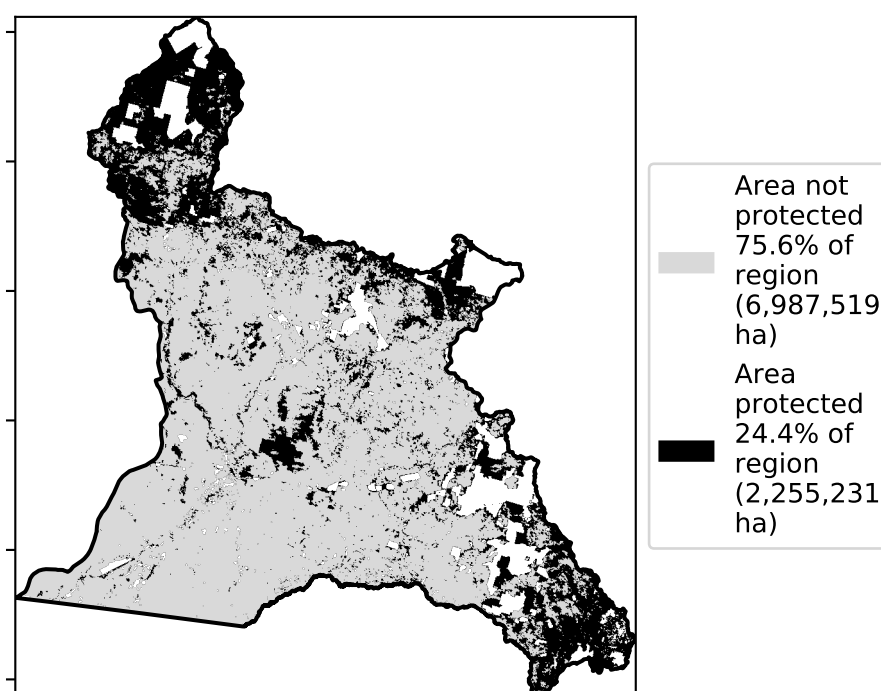 Area not
protected
75.6% of
region
(6,987,519
ha)
Area
protected
24.4% of
region
(2,255,231
ha)